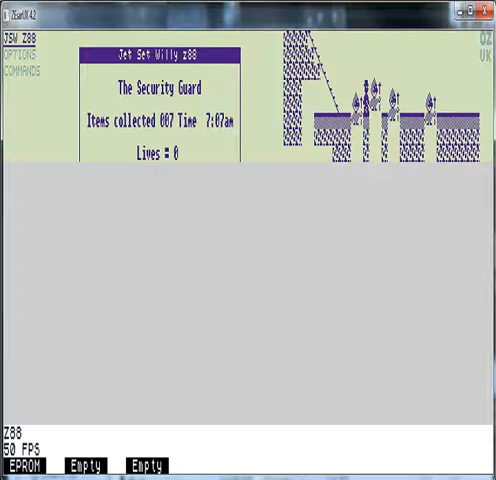 ZEsarUX 4.2
JSW Z88
OPTIONS
COMMANDS
Jet Set Willy z88
The Security Guard
Items collected 007 Time 7:07am
Lives = 0
OZ
UK
Z88
50 FPS
EPROM Empty Empty